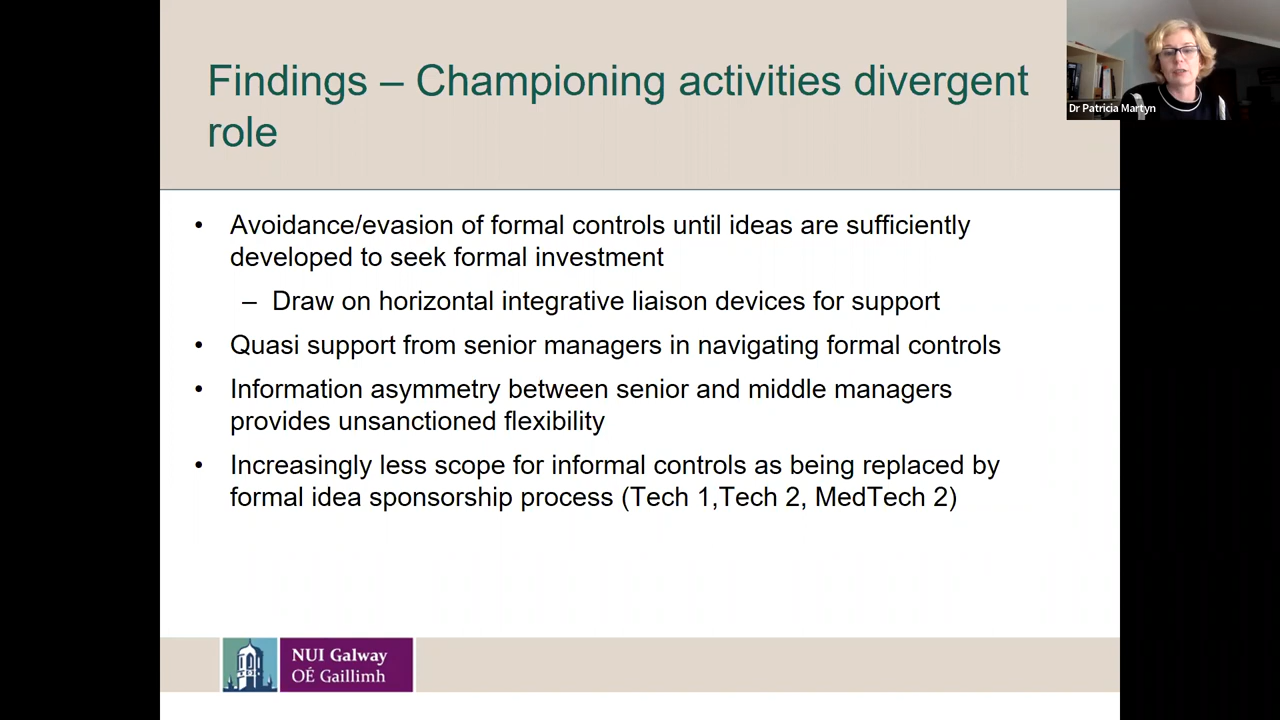 Findings – Championing activities divergent
role
Dr Patricia Martyn
• Avoidance/evasion of formal controls until ideas are sufficiently
developed to seek formal investment
– Draw on horizontal integrative liaison devices for support
• Quasi support from senior managers in navigating formal controls
• Information asymmetry between senior and middle managers
provides unsanctioned flexibility
• Increasingly less scope for informal controls as being replaced by
formal idea sponsorship process (Tech 1,Tech 2, MedTech 2)
NUI Galway
OÉ Gaillimh